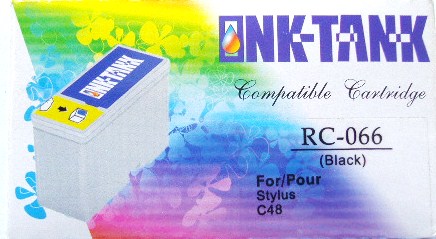 INK-TANK
Compatible Cartridge
INK-TANK
RC-066
(Black)
For/Pour
Stylus
C48